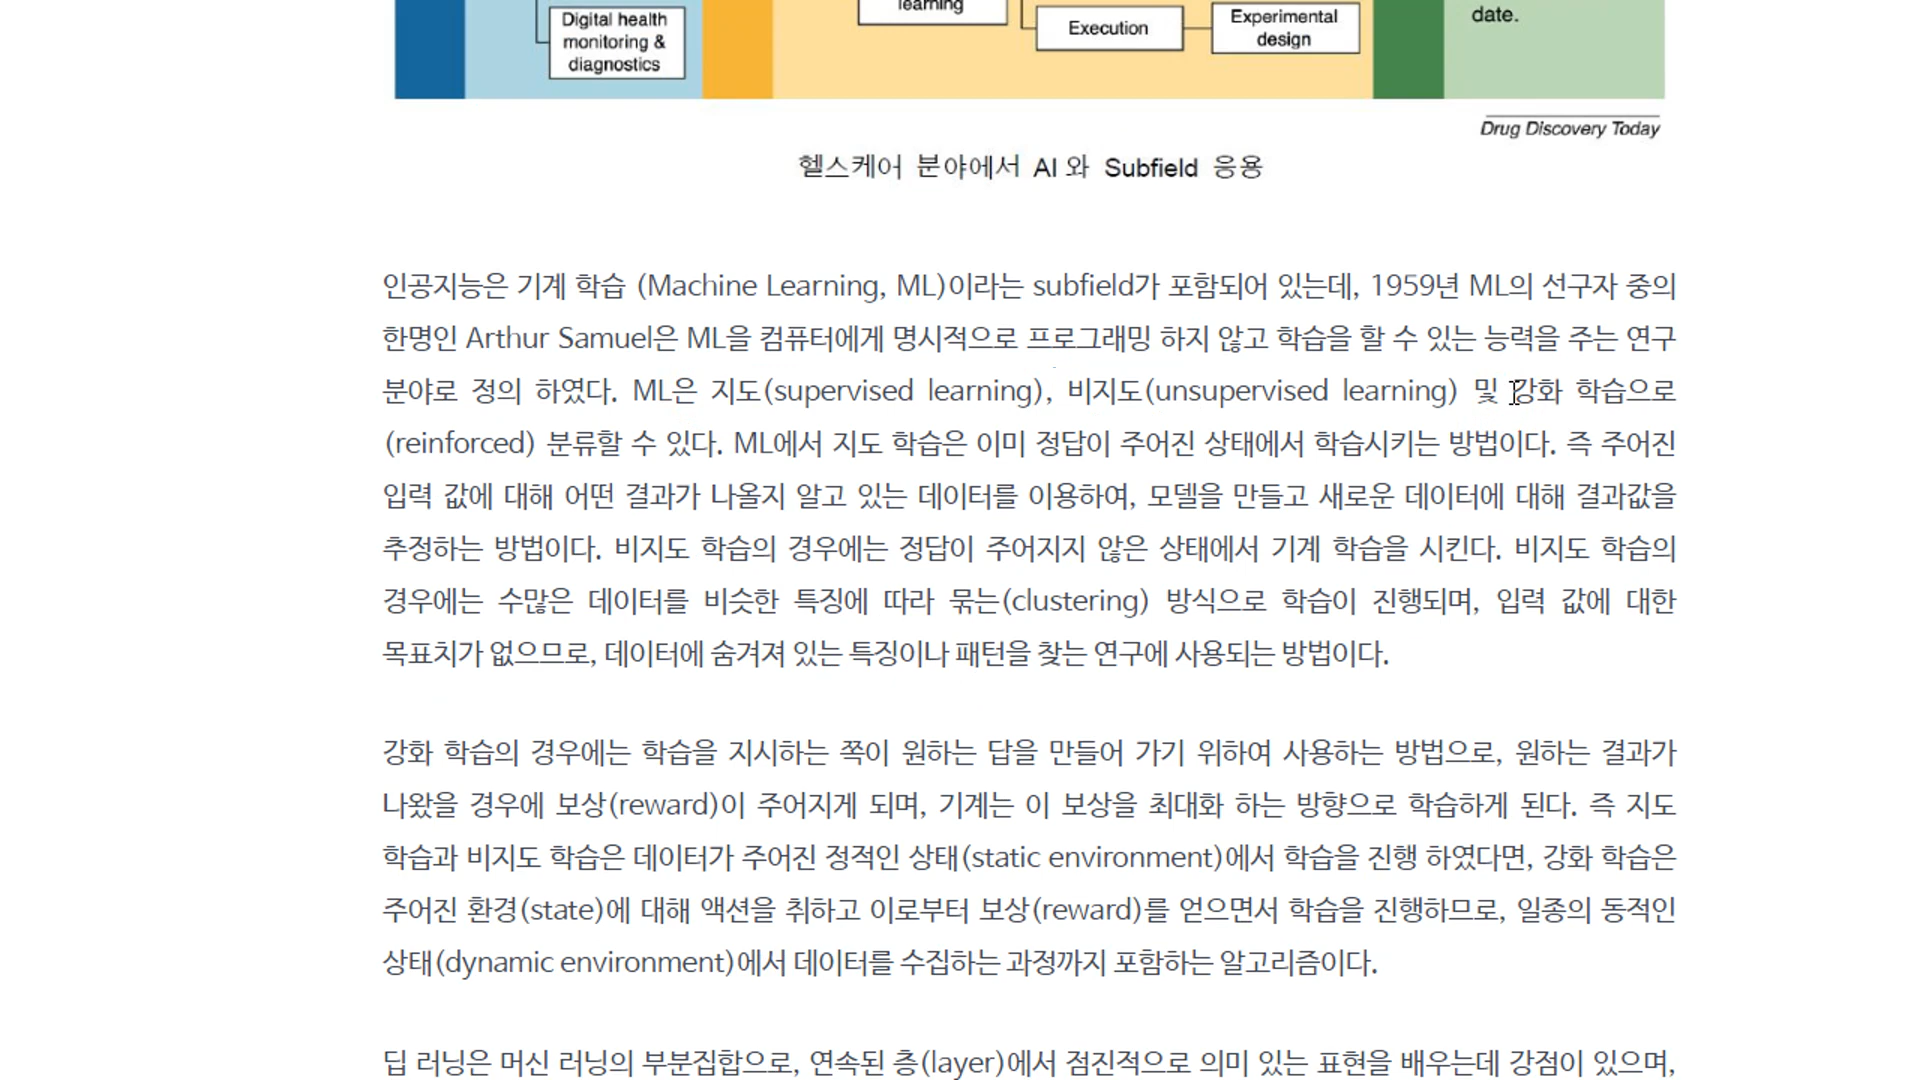 Digital health
monitoring &
diagnostics
learning
Execution
Experimental
design
date.
Drug Discovery Today
헬스케어 분야에서 AI 와 Subfield 응용
인공지능은 기계 학습 (Machine Learning, ML)이라는 subfield가 포함되어 있는데, 1959년 ML의 선구자 중의
한명인 Arthur Samuel은 ML을 컴퓨터에게 명시적으로 프로그래밍 하지 않고 학습을 할 수 있는 능력을 주는 연구
분야로 정의 하였다. ML은 지도(supervised learning), 비지도(unsupervised learning) 및 강화 학습으로
(reinforced) 분류할 수 있다. ML에서 지도 학습은 이미 정답이 주어진 상태에서 학습시키는 방법이다. 즉 주어진
입력 값에 대해 어떤 결과가 나올지 알고 있는 데이터를 이용하여, 모델을 만들고 새로운 데이터에 대해 결과값을
추정하는 방법이다. 비지도 학습의 경우에는 정답이 주어지지 않은 상태에서 기계 학습을 시킨다. 비지도 학습의
경우에는 수많은 데이터를 비슷한 특징에 따라 묶는(clustering) 방식으로 학습이 진행되며, 입력 값에 대한
목표치가 없으므로, 데이터에 숨겨져 있는 특징이나 패턴을 찾는 연구에 사용되는 방법이다.
강화 학습의 경우에는 학습을 지시하는 쪽이 원하는 답을 만들어 가기 위하여 사용하는 방법으로, 원하는 결과가
나왔을 경우에 보상(reward)이 주어지게 되며, 기계는 이 보상을 최대화 하는 방향으로 학습하게 된다. 즉 지도
학습과 비지도 학습은 데이터가 주어진 정적인 상태(static environment)에서 학습을 진행 하였다면, 강화 학습은
주어진 환경(state)에 대해 액션을 취하고 이로부터 보상(reward)를 얻으면서 학습을 진행하므로, 일종의 동적인
상태(dynamic environment)에서 데이터를 수집하는 과정까지 포함하는 알고리즘이다.
딥 러닝은 머신 러닝의 부분집합으로, 연속된 층(layer)에서 점진적으로 의미 있는 표현을 배우는데 강점이 있으며,